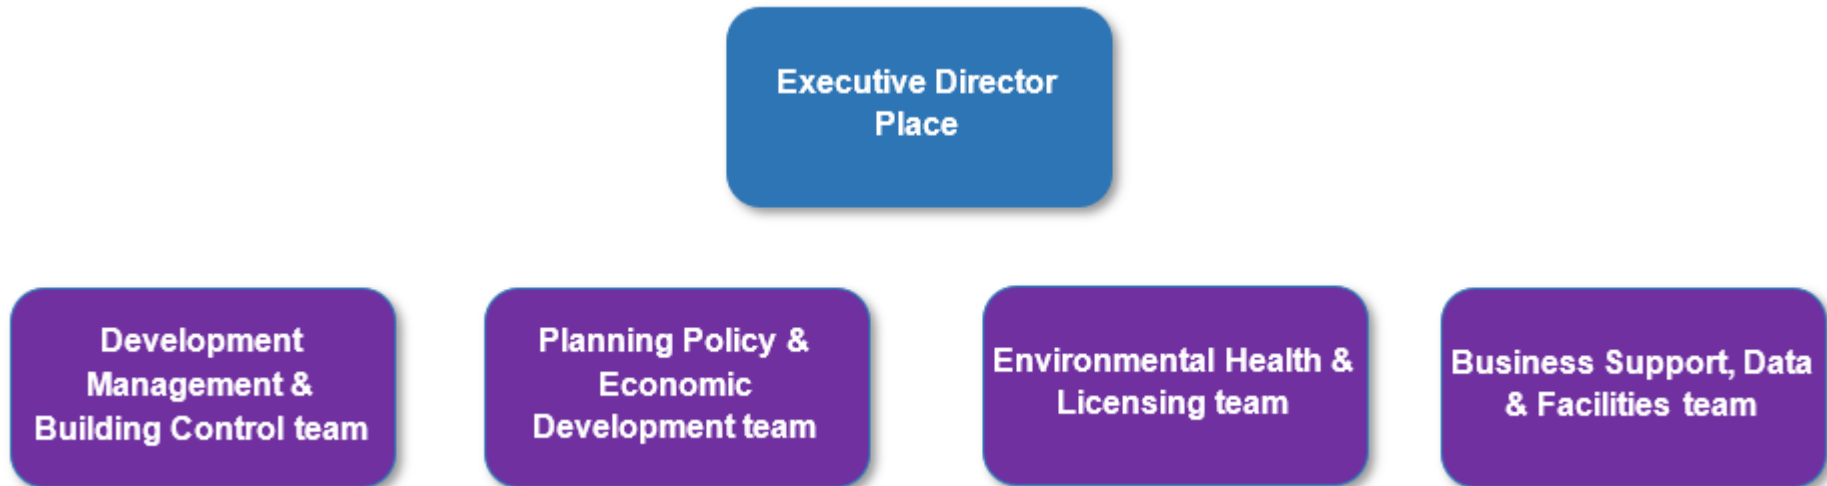 Executive Director
Place
Development
Management &
Building Control team
Planning Policy &
Economic
Development team
Environmental Health &
Licensing team
Business Support, Data
& Facilities team